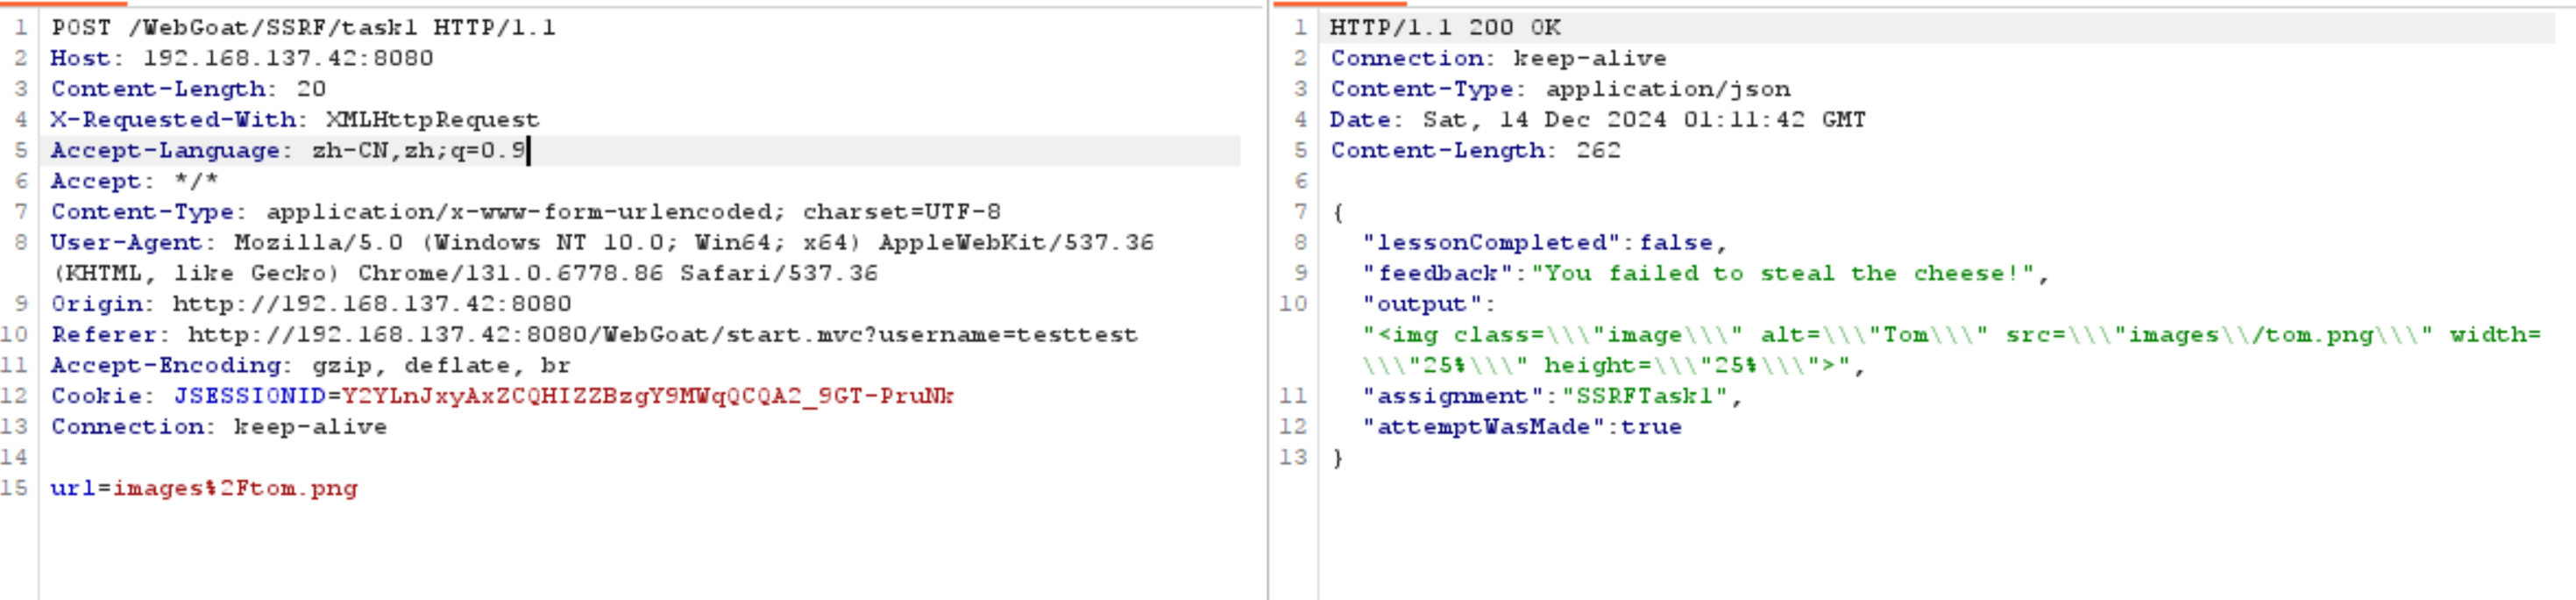 1 POST /WebGoat/SSRF/task1 HTTP/1.1
2 Host: 192.168.137.42:8080
3 Content-Length: 20
4 X-Requested-With: XMLHttpRequest
5 Accept-Language: zh-CN,zh;q=0.9
6 Accept: */*
7 Content-Type: application/x-www-form-urlencoded; charset=UTF-8
8 User-Agent: Mozilla/5.0 (Windows NT 10.0; Win64; x64) AppleWebKit/537.36
(KHTML, like Gecko) Chrome/131.0.6778.86 Safari/537.36
9 Origin: http://192.168.137.42:8080
10 Referer: http://192.168.137.42:8080/WebGoat/start.mvc?username=testtest
11 Accept-Encoding: gzip, deflate, br
12 Cookie: JSESSIONID=Y2YLnJxyAxZCQHIZZBzgY9MWqQCQA2_9GT-PruNk
13 Connection: keep-alive
14
15 url=images%2Ftom.png
1 HTTP/1.1 200 OK
2 Connection: keep-alive
3 Content-Type: application/json
4 Date: Sat, 14 Dec 2024 01:11:42 GMT
5 Content-Length: 262
6
7 {
8 "lessonCompleted":false,
9 "feedback":"You failed to steal the cheese!",
10 "output":
"<img class=\\\"image\\\" alt=\\\"Tom\\\" src=\\\"images\\/tom.png\\\" width=
\\\"25%\\\" height=\\\"25%\\\">",
11 "assignment":"SSRFTask1",
12 "attemptWasMade":true
13 }